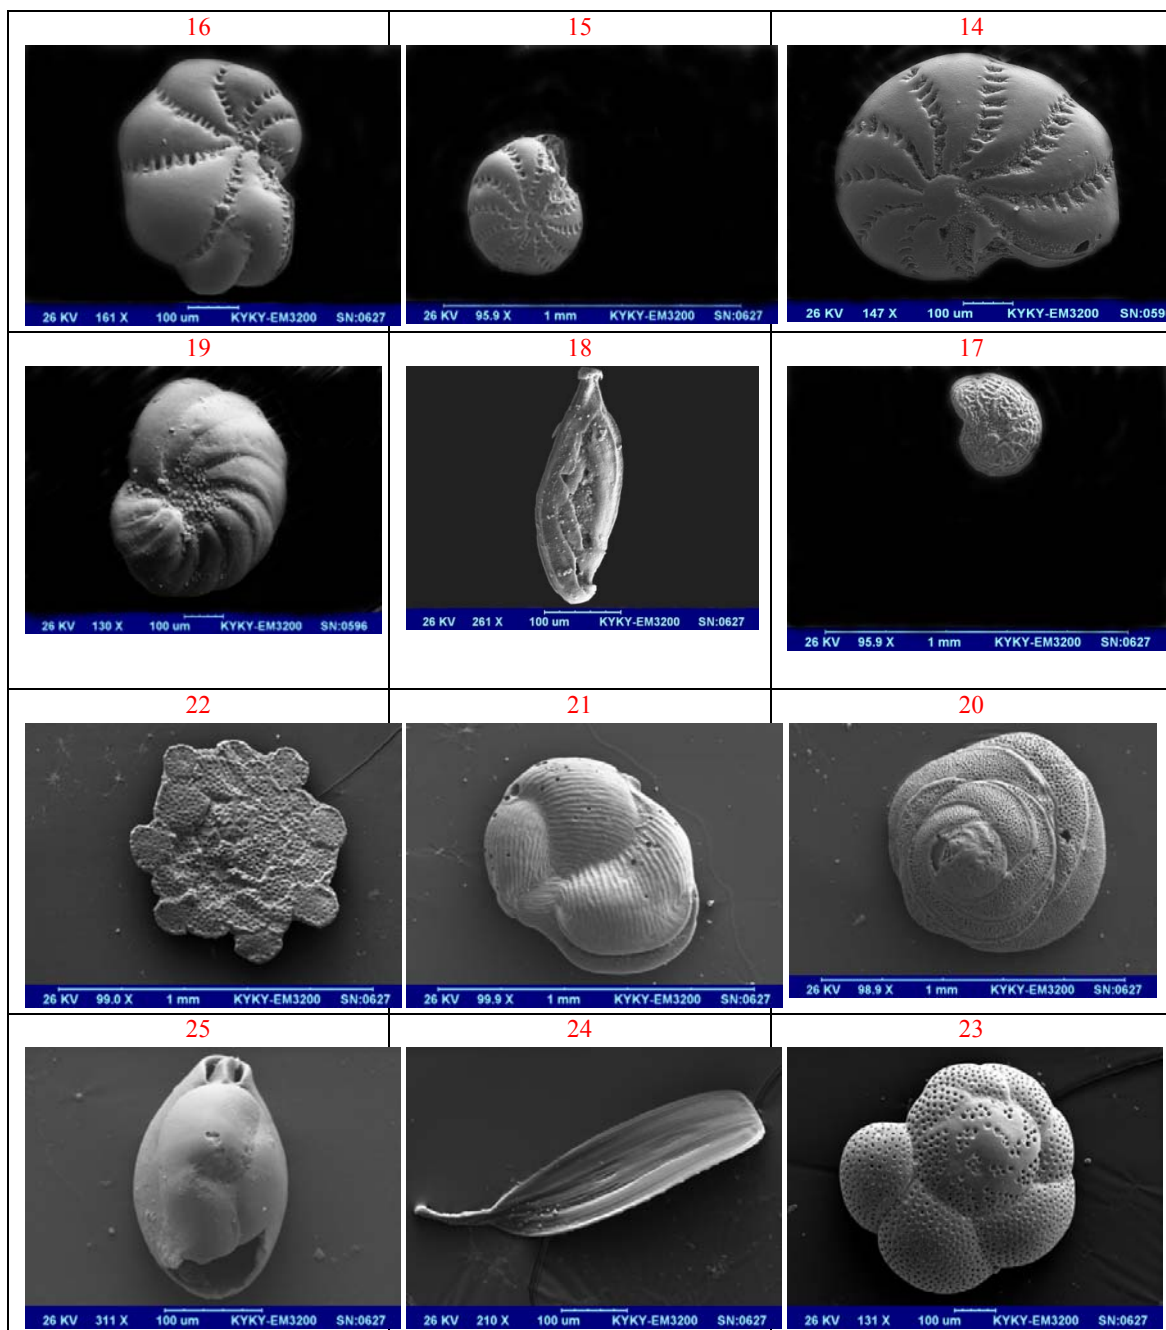 16 15 14
26 KV 161 X 100 um KYKY-EM3200 SN:0627
26 KV 95.9 X 1 mm KYKY-EM3200 SN:0627
26 KV 147 X 100 um KYKY-EM3200 SN:059
19 18 17
26 KV 130 X 100 um KYKY-EM3200 SN:0596
26 KV 261 X 100 um KYKY-EM3200 SN:0627
26 KV 95.9 X 1 mm KYKY-EM3200 SN:0627
22 21 20
26 KV 99.0 X 1 mm KYKY-EM3200 SN:0627
26 KV 99.9 X 1 mm KYKY-EM3200 SN:0627
26 KV 98.9 X 1 mm KYKY-EM3200 SN:0627
25 24 23
26 KV 311 X 100 um KYKY-EM3200 SN:0627
26 KV 210 X 100 um KYKY-EM3200 SN:0627
26 KV 131 X 100 um KYKY-EM3200 SN:0627